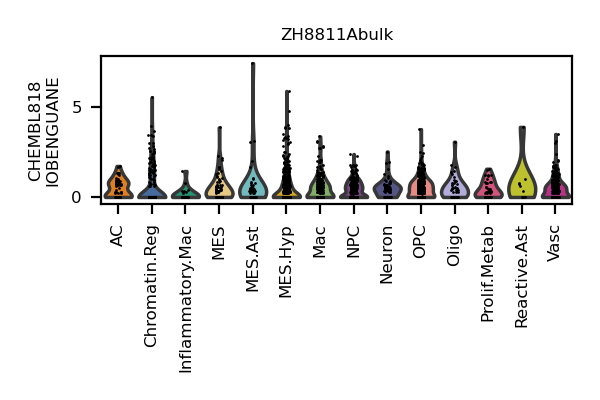 ZH8811Abulk
CHEMBL818
IOBENGUANE
5
0
AC
Chromatin.Reg
Inflammatory.Mac
MES
MES.Ast
MES.Hyp
Mac
NPC
Neuron
OPC
Oligo
Prolif.Metab
Reactive.Ast
Vasc